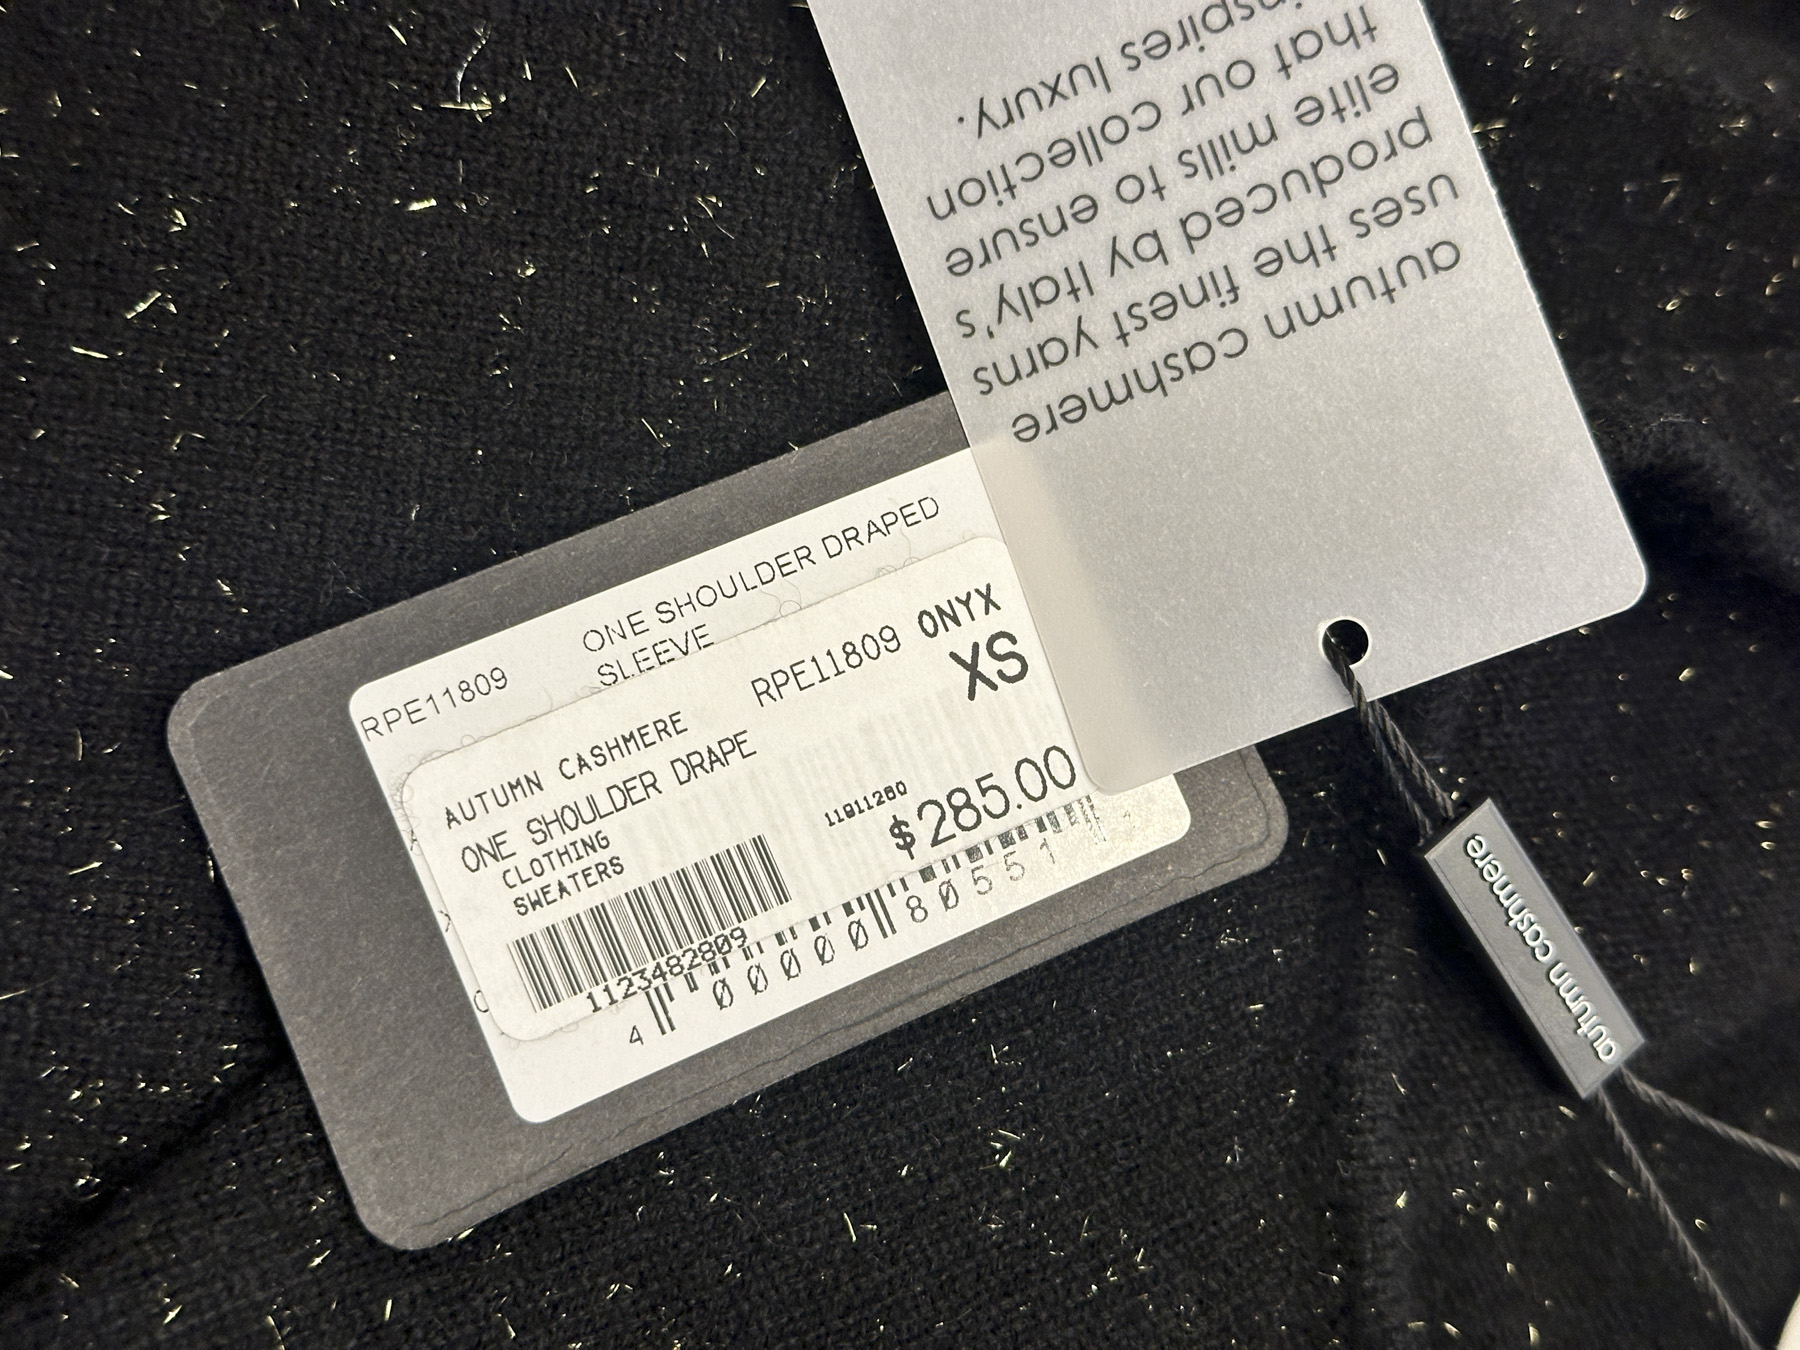 autumn cashmere
uses the finest yarns
produced by Italy's
elite mills to ensure
that our collection
inspires luxury.
RPE11809
ONE SHOULDER DRAPED
SLEEVE
RPE11809 ONYX
XS
AUTUMN CASHMERE
ONE SHOULDER DRAPE
CLOTHING
SWEATERS
11911280
$285.00
1123482809
4 00000 80551
autumn cashmere